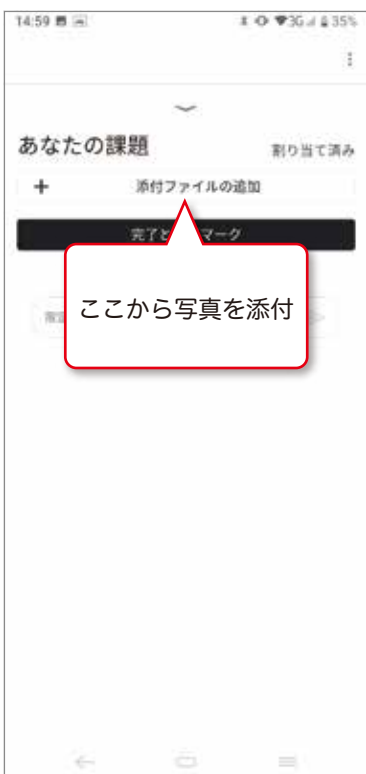 14:59
3G 35%
あなたの課題
割り当て済み
+ 添付ファイルの追加
完了と マーク
ここから写真を添付